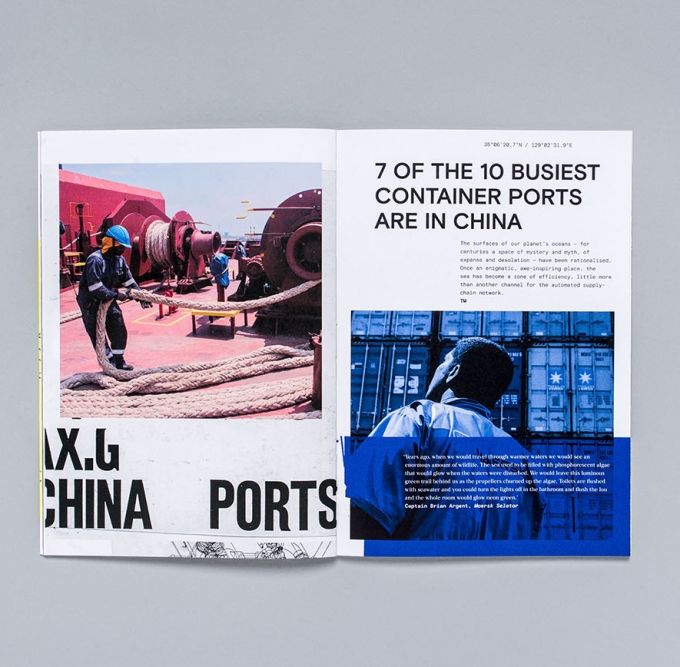 AX.G
CHINA PORTS
35°06'20.7"N / 129°02'31.9"E
7 OF THE 10 BUSIEST
CONTAINER PORTS
ARE IN CHINA
The surfaces of our planet's oceans – for
centuries a space of mystery and myth, of
expanse and desolation – have been rationalised.
Once an enigmatic, awe-inspiring place, the
sea has become a zone of efficiency, little more
than another channel for the automated supply-
chain network.
TM
"Years ago, when we would travel through warmer waters we would see an
enormous amount of wildlife. The sea used to be filled with phosphorescent algae
that would glow when the waters were disturbed. We would leave this luminous
green trail behind us as the propellers churned up the algae. Toilets are flushed
with seawater and you could turn the lights off in the bathroom and flush the loo
and the whole room would glow neon green.'
Captain Brian Argent, Maersk Seletar